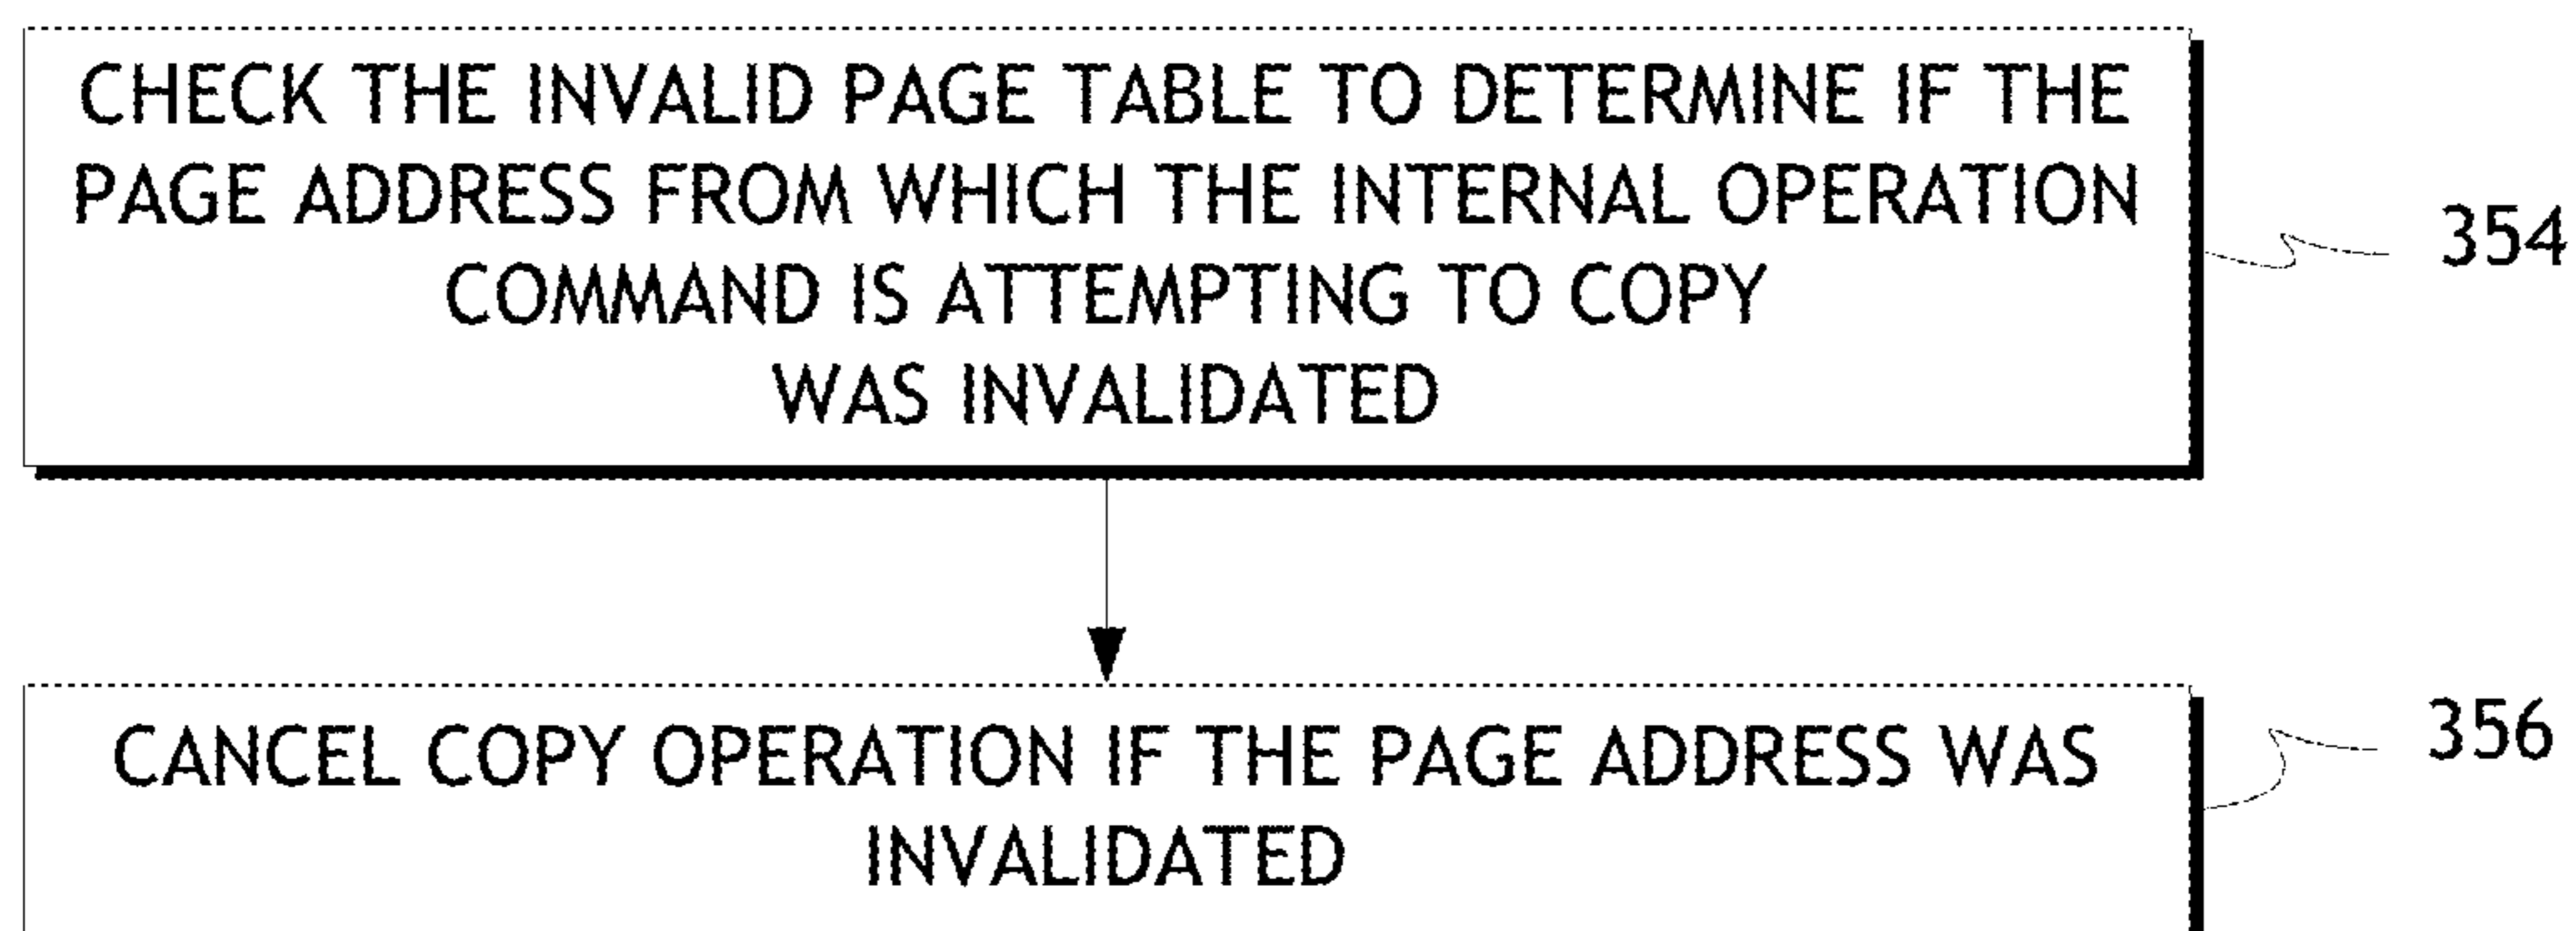 CHECK THE INVALID PAGE TABLE TO DETERMINE IF THE
PAGE ADDRESS FROM WHICH THE INTERNAL OPERATION
COMMAND IS ATTEMPTING TO COPY
WAS INVALIDATED
354
CANCEL COPY OPERATION IF THE PAGE ADDRESS WAS
INVALIDATED
356